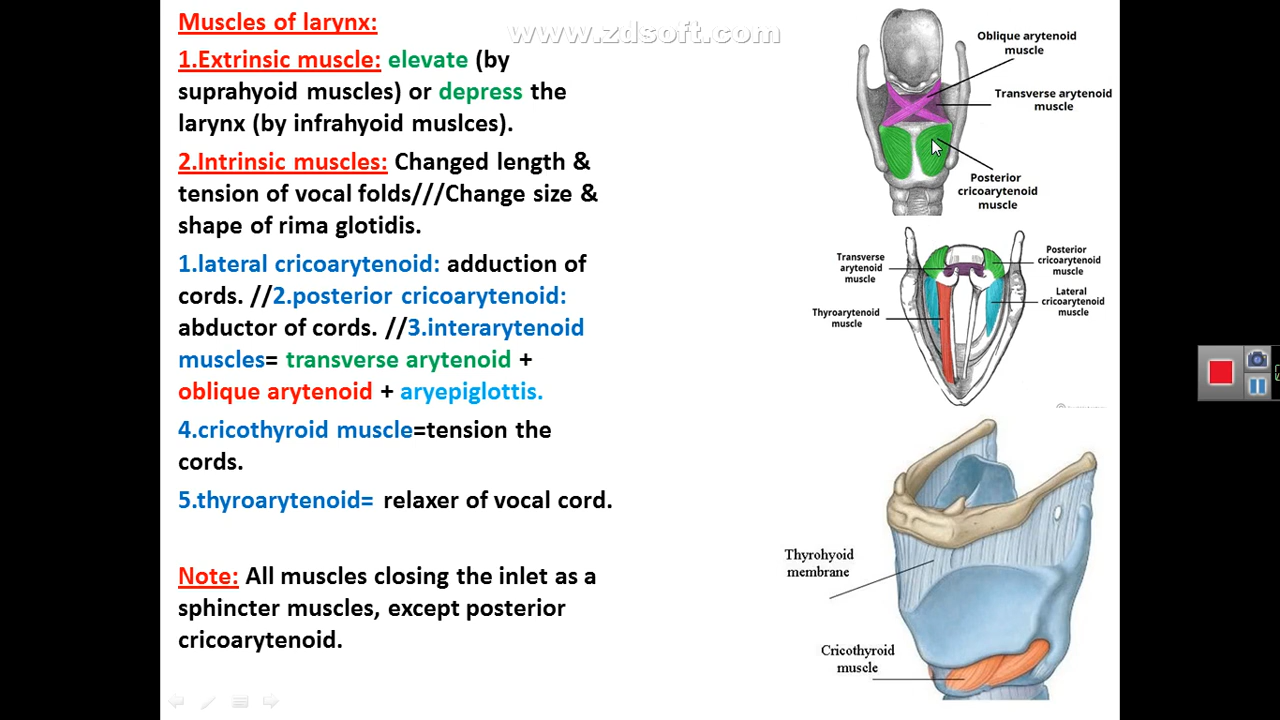 www.zdsoft.com
Muscles of larynx:
1.Extrinsic muscle: elevate (by
suprahyoid muscles) or depress the
larynx (by infrahyoid muslces).
2.Intrinsic muscles: Changed length &
tension of vocal folds///Change size &
shape of rima glotidis.
1.lateral cricoarytenoid: adduction of
cords. //2.posterior cricoarytenoid:
abductor of cords. //3.interarytenoid
muscles= transverse arytenoid +
oblique arytenoid + aryepiglottis.
4.cricothyroid muscle=tension the
cords.
5.thyroarytenoid= relaxer of vocal cord.
Note: All muscles closing the inlet as a
sphincter muscles, except posterior
cricoarytenoid.
Oblique arytenoid
muscle
Transverse arytenoid
muscle
Posterior
cricoarytenoid
muscle
Transverse
arytenoid
muscle
Thyroarytenoid
muscle
Posterior
cricoarytenoid
muscle
Lateral
cricoarytenoid
muscle
Thyrohyoid
membrane
Cricothyroid
muscle